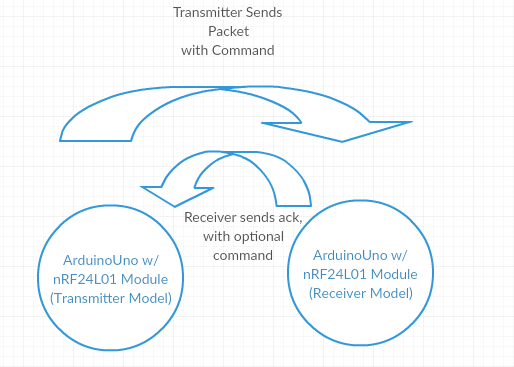 Transmitter Sends
Packet
with Command
Receiver sends ack,
with optional
command
ArduinoUno w/
nRF24L01 Module
(Transmitter Model)
ArduinoUno w/
nRF24L01 Module
(Receiver Model)